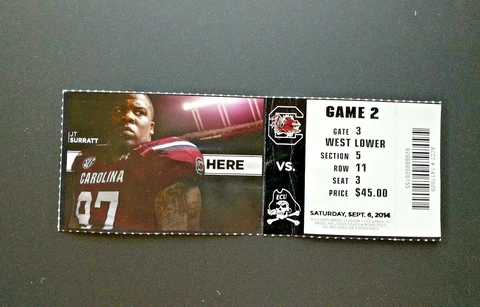 JT
SURRATT
CAROLINA
97
HERE
VS.
ECU
GAME 2
GATE 3
WEST LOWER
SECTION 5
ROW 11
SEAT 3
PRICE $45.00
SATURDAY, SEPT. 6, 2014